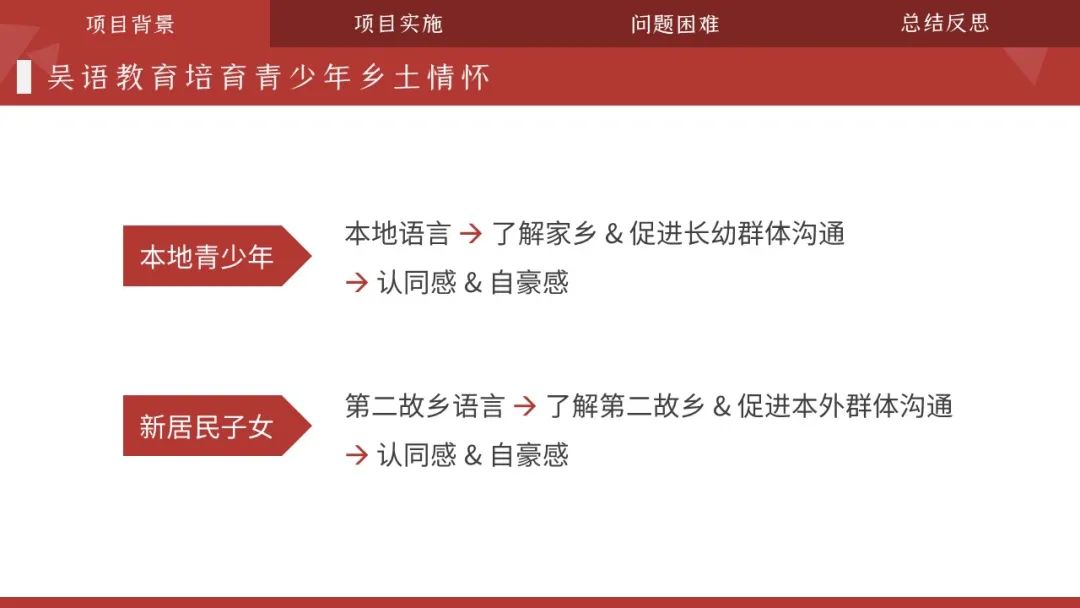 项目背景 项目实施 问题困难 总结反思
吴语教育培育青少年乡土情怀
本地青少年
本地语言 → 了解家乡 & 促进长幼群体沟通
→ 认同感 & 自豪感
新居民子女
第二故乡语言 → 了解第二故乡 & 促进本外群体沟通
→ 认同感 & 自豪感